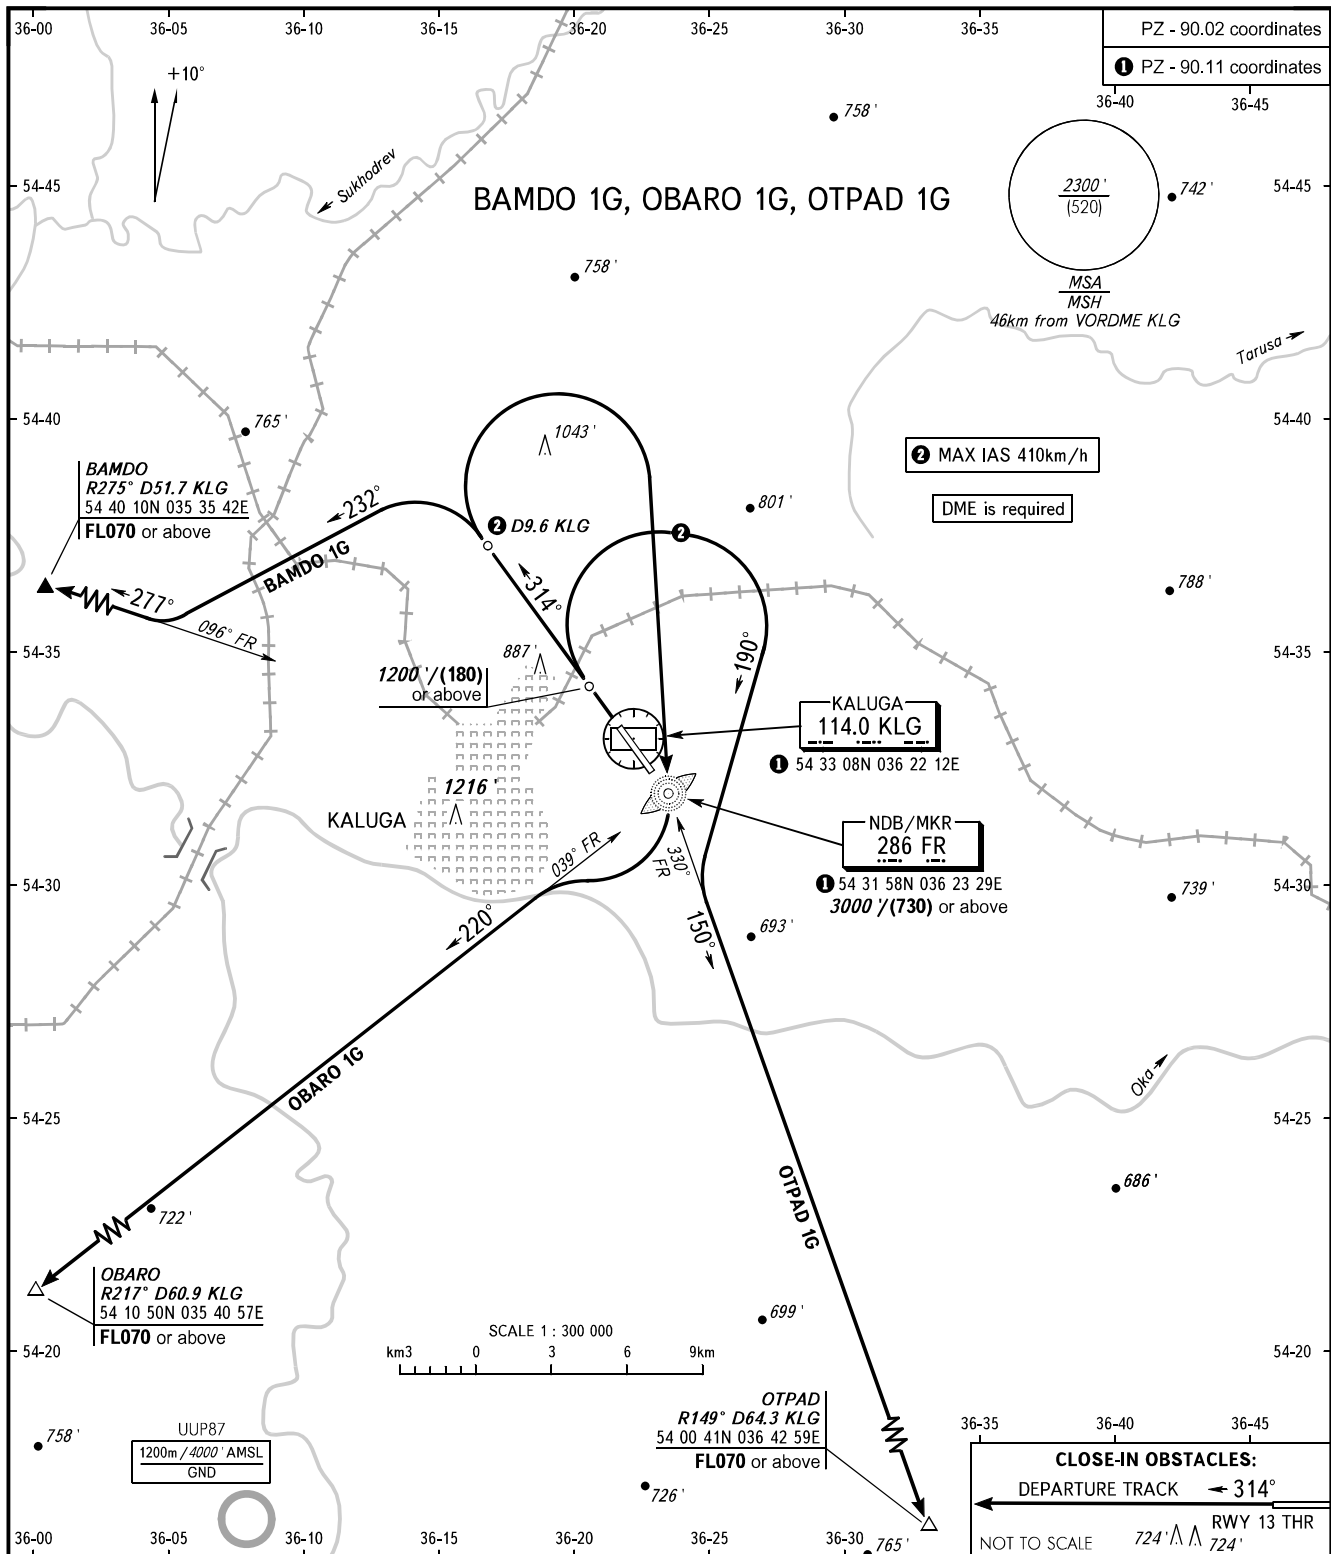 36-00
36-05
36-10
36-15
36-20
36-25
36-30
36-35
PZ - 90.02 coordinates
❶ PZ - 90.11 coordinates
36-40
36-45
+10°
758 '
Sukhodrev
54-45
BAMDO 1G, OBARO 1G, OTPAD 1G
2300 '
(520)
742 '
54-45
758 '
MSA
MSH
46km from VORDME KLG
Tarusa
54-40
765 '
1043 '
54-40
❷ MAX IAS 410km/h
BAMDO
R275° D51.7 KLG
54 40 10N 035 35 42E
FL070 or above
232°
❷ D9.6 KLG
801 '
DME is required
❷
BAMDO 1G
314°
788 '
277°
096° FR
54-35
887 '
190°
54-35
1200 '/(180)
or above
KALUGA
114.0 KLG
❶ 54 33 08N 036 22 12E
1216 '
KALUGA
NDB/MKR
286 FR
039° FR
330°
FR
❶ 54 31 58N 036 23 29E
3000 '/(730) or above
54-30
739 '
54-30
220°
150°
693 '
OBARO 1G
Oka
54-25
54-25
OTPAD 1G
686 '
722 '
OBARO
R217° D60.9 KLG
54 10 50N 035 40 57E
FL070 or above
699 '
SCALE 1 : 300 000
km3 0 3 6 9km
54-20
54-20
OTPAD
R149° D64.3 KLG
54 00 41N 036 42 59E
FL070 or above
758 '
UUP87
1200m / 4000 ' AMSL
GND
36-35
36-40
36-45
CLOSE-IN OBSTACLES:
DEPARTURE TRACK 314°
RWY 13 THR
NOT TO SCALE
724 '
724 '
726 '
765 '
36-00
36-05
36-10
36-15
36-20
36-25
36-30